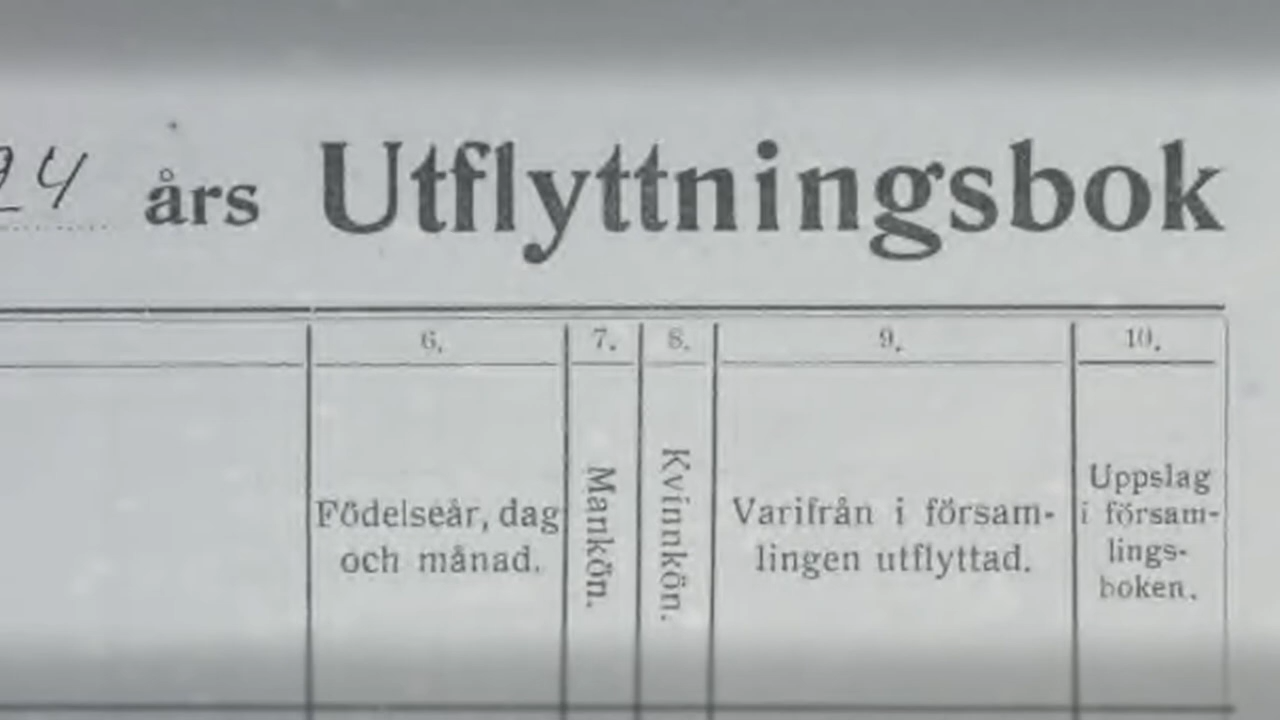 24 års Utflyttningsbok
6. 7. 8. 9. 10.
Födelseår, dag
och månad.
Mankön.
Kvinnkön.
Varifrån i försam-
lingen utflyttad.
Uppslag
i försam-
lings-
boken.